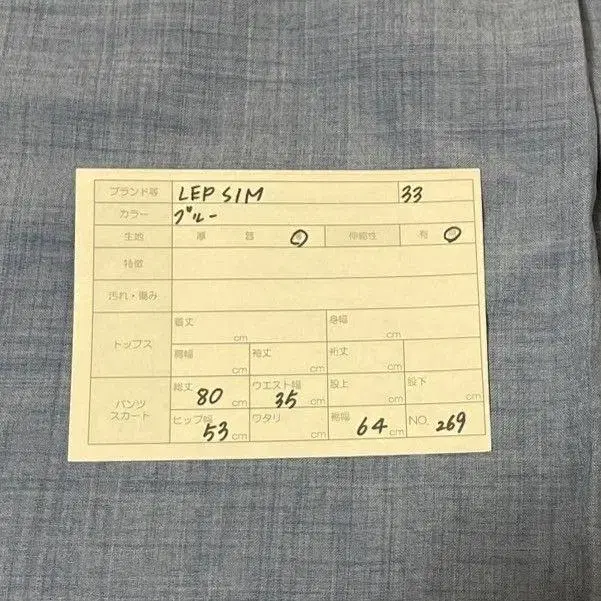 ブランド等 LEPSIM 33
カラー ブルー
生地 厚 普 薄 伸縮性 有
特徴
汚れ・傷み
トップス 着丈 cm 身幅 cm
肩幅 cm 袖丈 cm 裄丈 cm
パンツ スカート 総丈 80 cm ウエスト幅 35 cm 股上 cm 股下 cm
ヒップ幅 53 cm ワタリ cm 裾幅 64 cm NO. 269